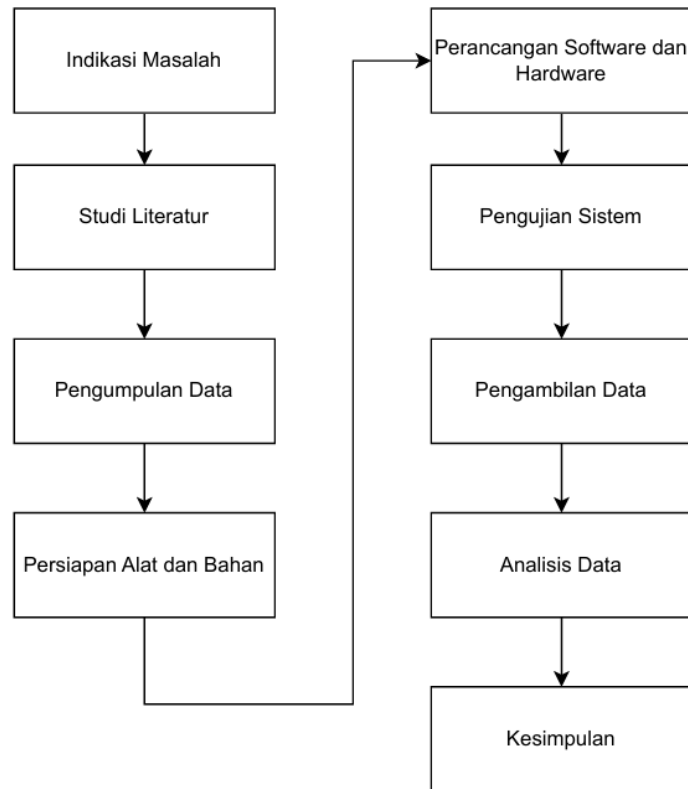 Indikasi Masalah
Studi Literatur
Pengumpulan Data
Persiapan Alat dan Bahan
Perancangan Software dan
Hardware
Pengujian Sistem
Pengambilan Data
Analisis Data
Kesimpulan